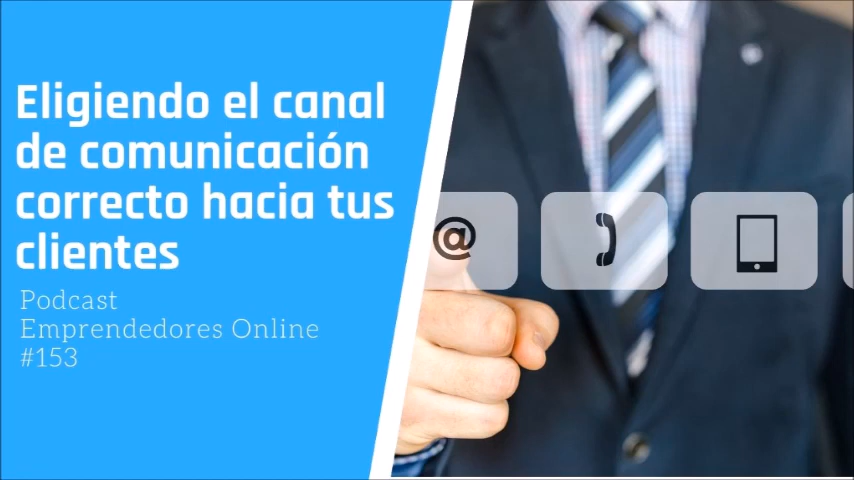 Eligiendo el canal
de comunicación
correcto hacia tus
clientes
Podcast
Emprendedores Online
#153
@